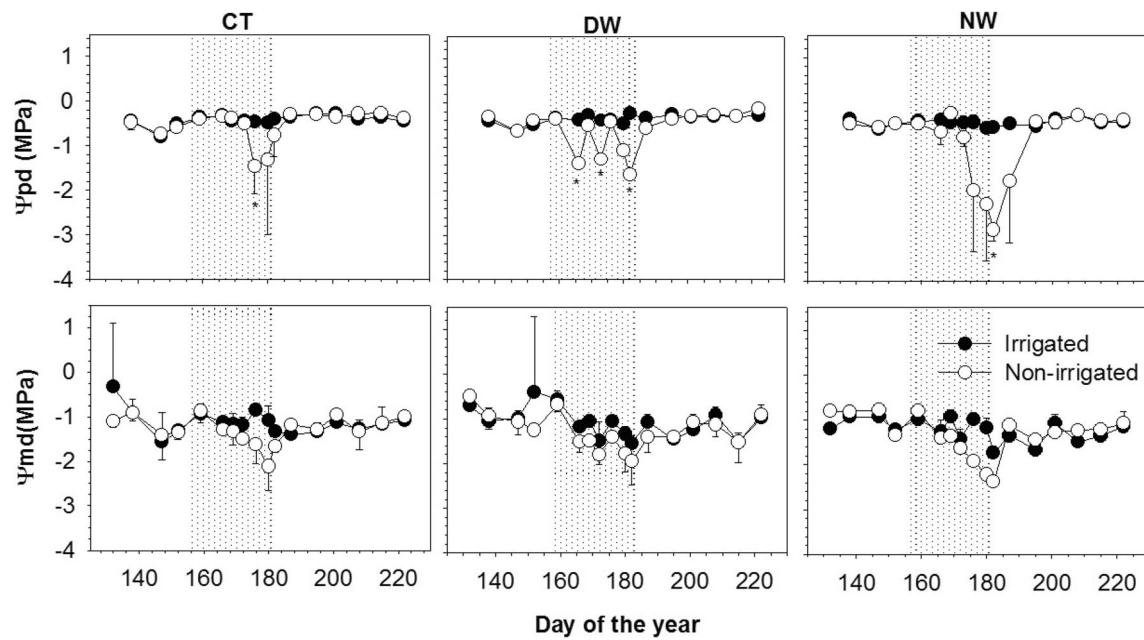 CT DW NW
1
0
-1
-2
-3
-4
Ψpd (MPa)
* * * * *
1
0
-1
-2
-3
-4
Ψmd(MPa)
Irrigated
Non-irrigated
140 160 180 200 220 140 160 180 200 220 140 160 180 200 220
Day of the year